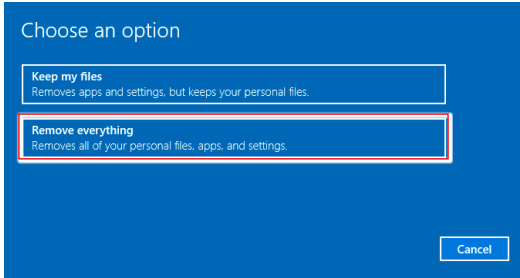 Choose an option
Keep my files
Removes apps and settings, but keeps your personal files.
Remove everything
Removes all of your personal files, apps, and settings.
Cancel